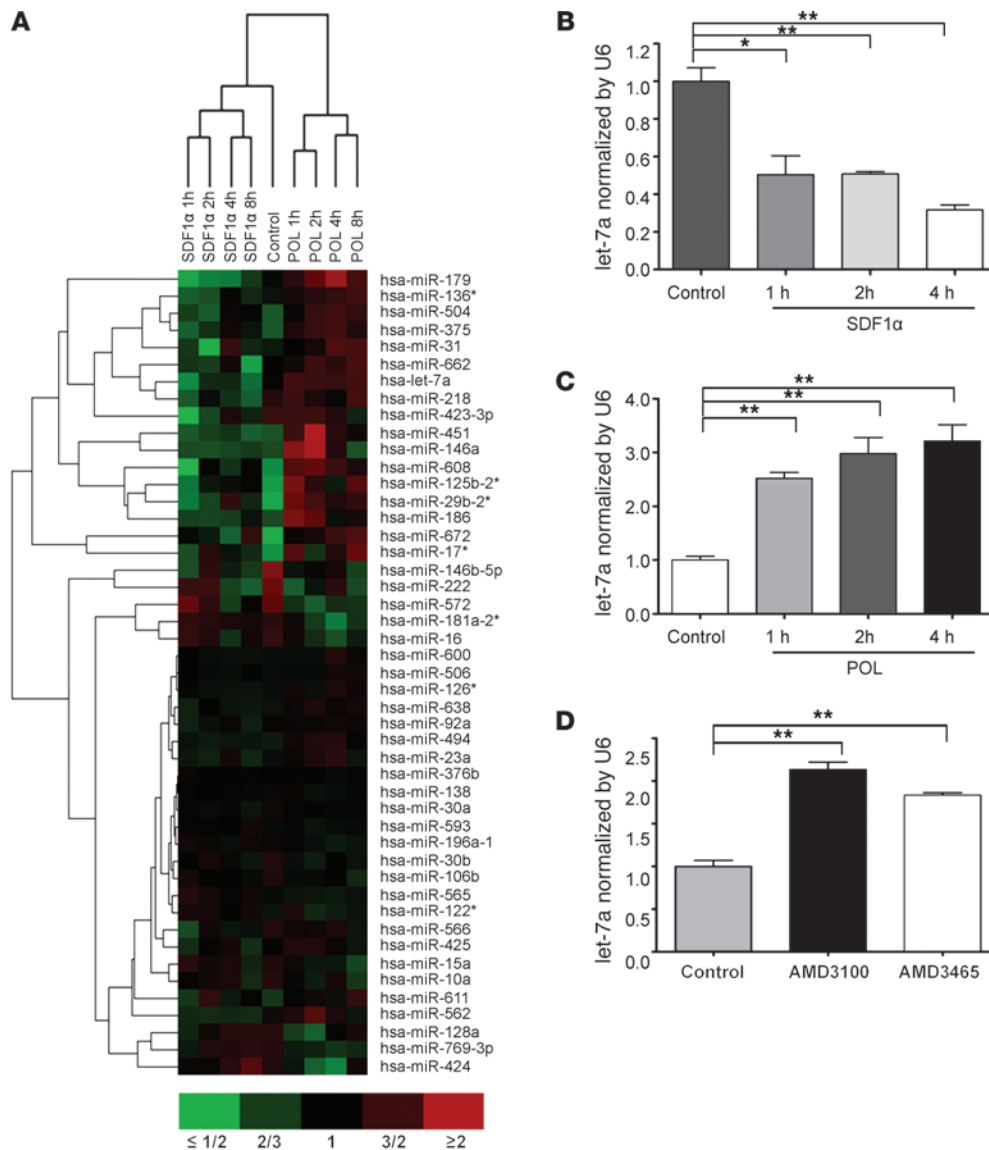 A
SDF1α 1h
SDF1α 2h
SDF1α 4h
SDF1α 8h
Control
POL 1h
POL 2h
POL 4h
POL 8h
hsa-miR-179
hsa-miR-136*
hsa-miR-504
hsa-miR-375
hsa-miR-31
hsa-miR-662
hsa-let-7a
hsa-miR-218
hsa-miR-423-3p
hsa-miR-451
hsa-miR-146a
hsa-miR-608
hsa-miR-125b-2*
hsa-miR-29b-2*
hsa-miR-186
hsa-miR-672
hsa-miR-17*
hsa-miR-146b-5p
hsa-miR-222
hsa-miR-572
hsa-miR-181a-2*
hsa-miR-16
hsa-miR-600
hsa-miR-506
hsa-miR-126*
hsa-miR-638
hsa-miR-92a
hsa-miR-494
hsa-miR-23a
hsa-miR-376b
hsa-miR-138
hsa-miR-30a
hsa-miR-593
hsa-miR-196a-1
hsa-miR-30b
hsa-miR-106b
hsa-miR-565
hsa-miR-122*
hsa-miR-566
hsa-miR-425
hsa-miR-15a
hsa-miR-10a
hsa-miR-611
hsa-miR-562
hsa-miR-128a
hsa-miR-769-3p
hsa-miR-424
≤ 1/2 2/3 1 3/2 ≥2
B
let-7a normalized by U6
1.2
1.0
0.8
0.6
0.4
0.2
0.0
**
**
*
Control 1 h 2h 4 h
SDF1α
C
let-7a normalized by U6
4.0
3.0
2.0
1.0
0.0
**
**
**
Control 1 h 2h 4 h
POL
D
let-7a normalized by U6
2.5
2.0
1.5
1.0
0.5
0.0
**
**
Control AMD3100 AMD3465